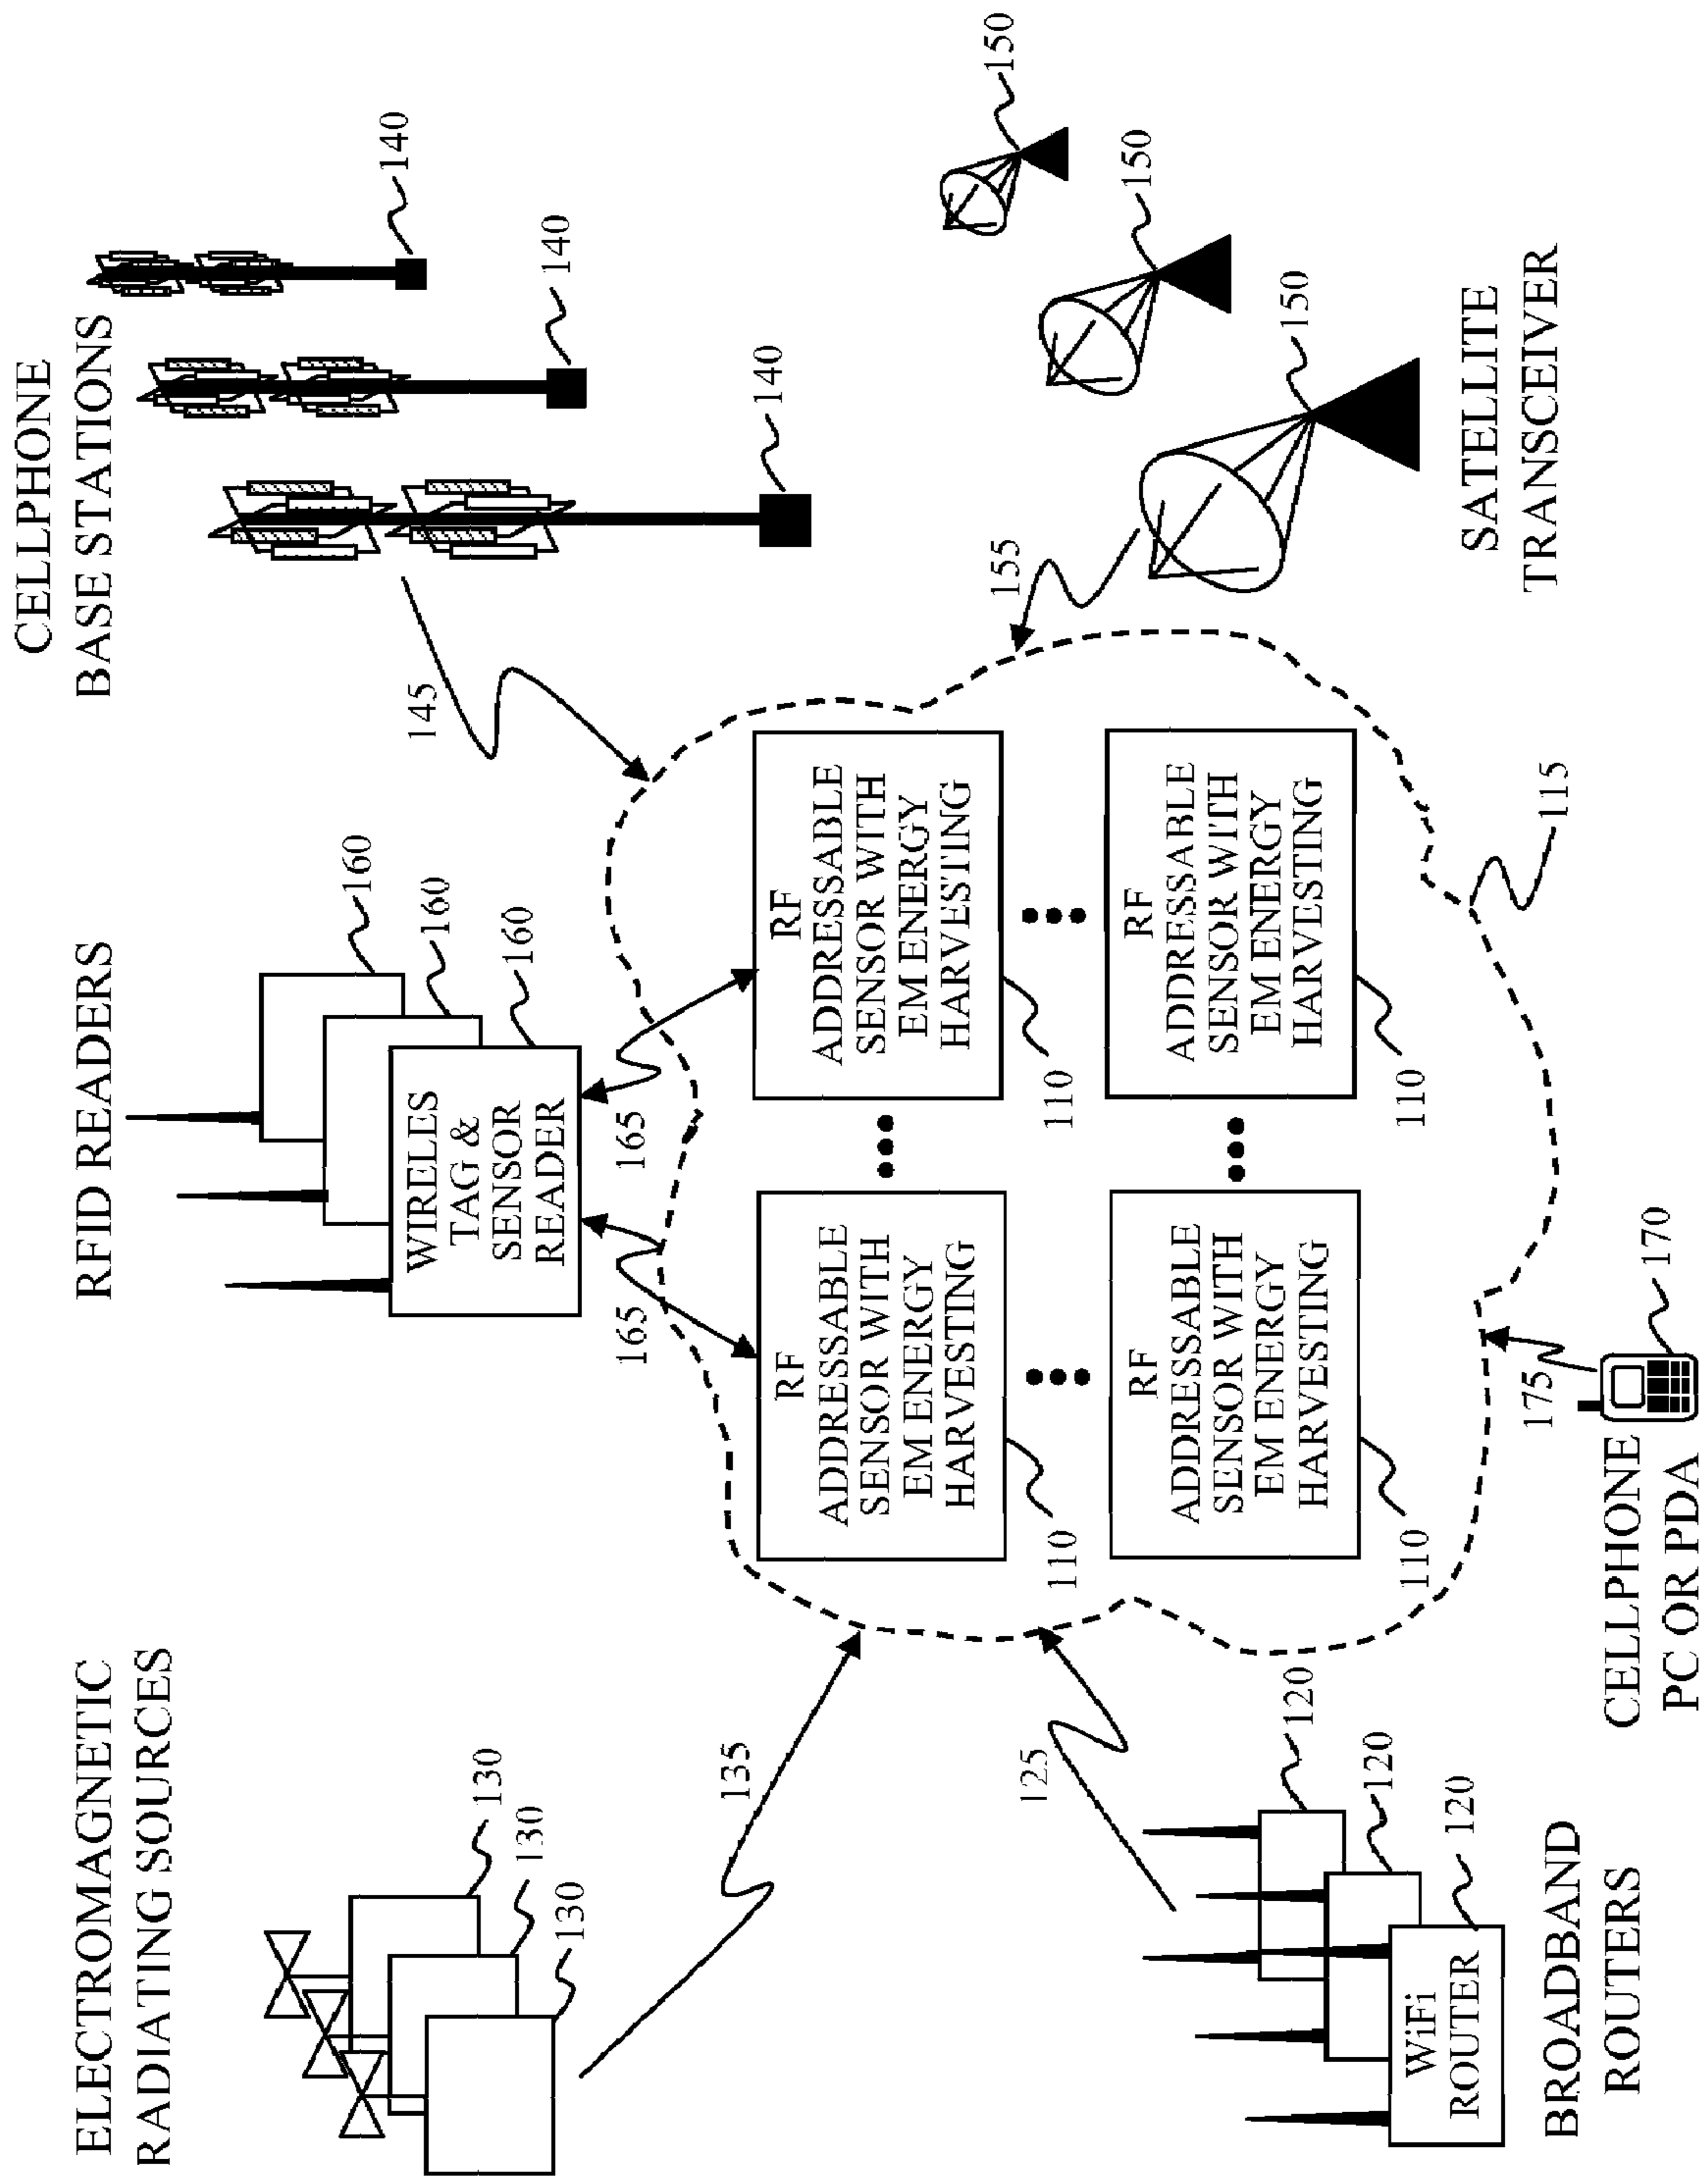 ELECTROMAGNETIC
RADIATING SOURCES
130
130
130
135
RFID READERS
160
160
160
WIRELES
TAG &
SENSOR
READER
165
165
CELLPHONE
BASE STATIONS
140
140
140
145
RF
ADDRESSABLE
SENSOR WITH
EM ENERGY
HARVESTING
110
RF
ADDRESSABLE
SENSOR WITH
EM ENERGY
HARVESTING
110
RF
ADDRESSABLE
SENSOR WITH
EM ENERGY
HARVESTING
110
RF
ADDRESSABLE
SENSOR WITH
EM ENERGY
HARVESTING
110
115
155
150
150
150
SATELLITE
TRANSCEIVER
125
120
120
120
WiFi
ROUTER
BROADBAND
ROUTERS
175
170
CELLPHONE
PC OR PDA